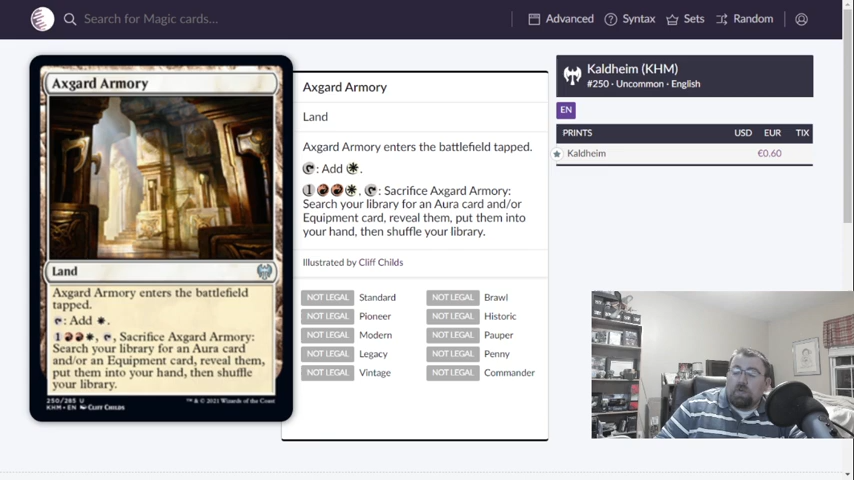 Search for Magic cards...
Advanced
Syntax
Sets
Random
Axgard Armory
Land
Axgard Armory enters the battlefield
tapped.
: Add .
1 , , Sacrifice Axgard Armory:
Search your library for an Aura card
and/or an Equipment card, reveal them,
put them into your hand, then shuffle
your library.
250/285 U
KHM • EN Cliff Childs
™ & © 2021 Wizards of the Coast
Axgard Armory
Land
Axgard Armory enters the battlefield tapped.
: Add .
1 , : Sacrifice Axgard Armory:
Search your library for an Aura card and/or
Equipment card, reveal them, put them into
your hand, then shuffle your library.
Illustrated by Cliff Childs
NOT LEGAL Standard NOT LEGAL Brawl
NOT LEGAL Pioneer NOT LEGAL Historic
NOT LEGAL Modern NOT LEGAL Pauper
NOT LEGAL Legacy NOT LEGAL Penny
NOT LEGAL Vintage NOT LEGAL Commander
Kaldheim (KHM)
#250 · Uncommon · English
EN
PRINTS USD EUR TIX
Kaldheim €0.60